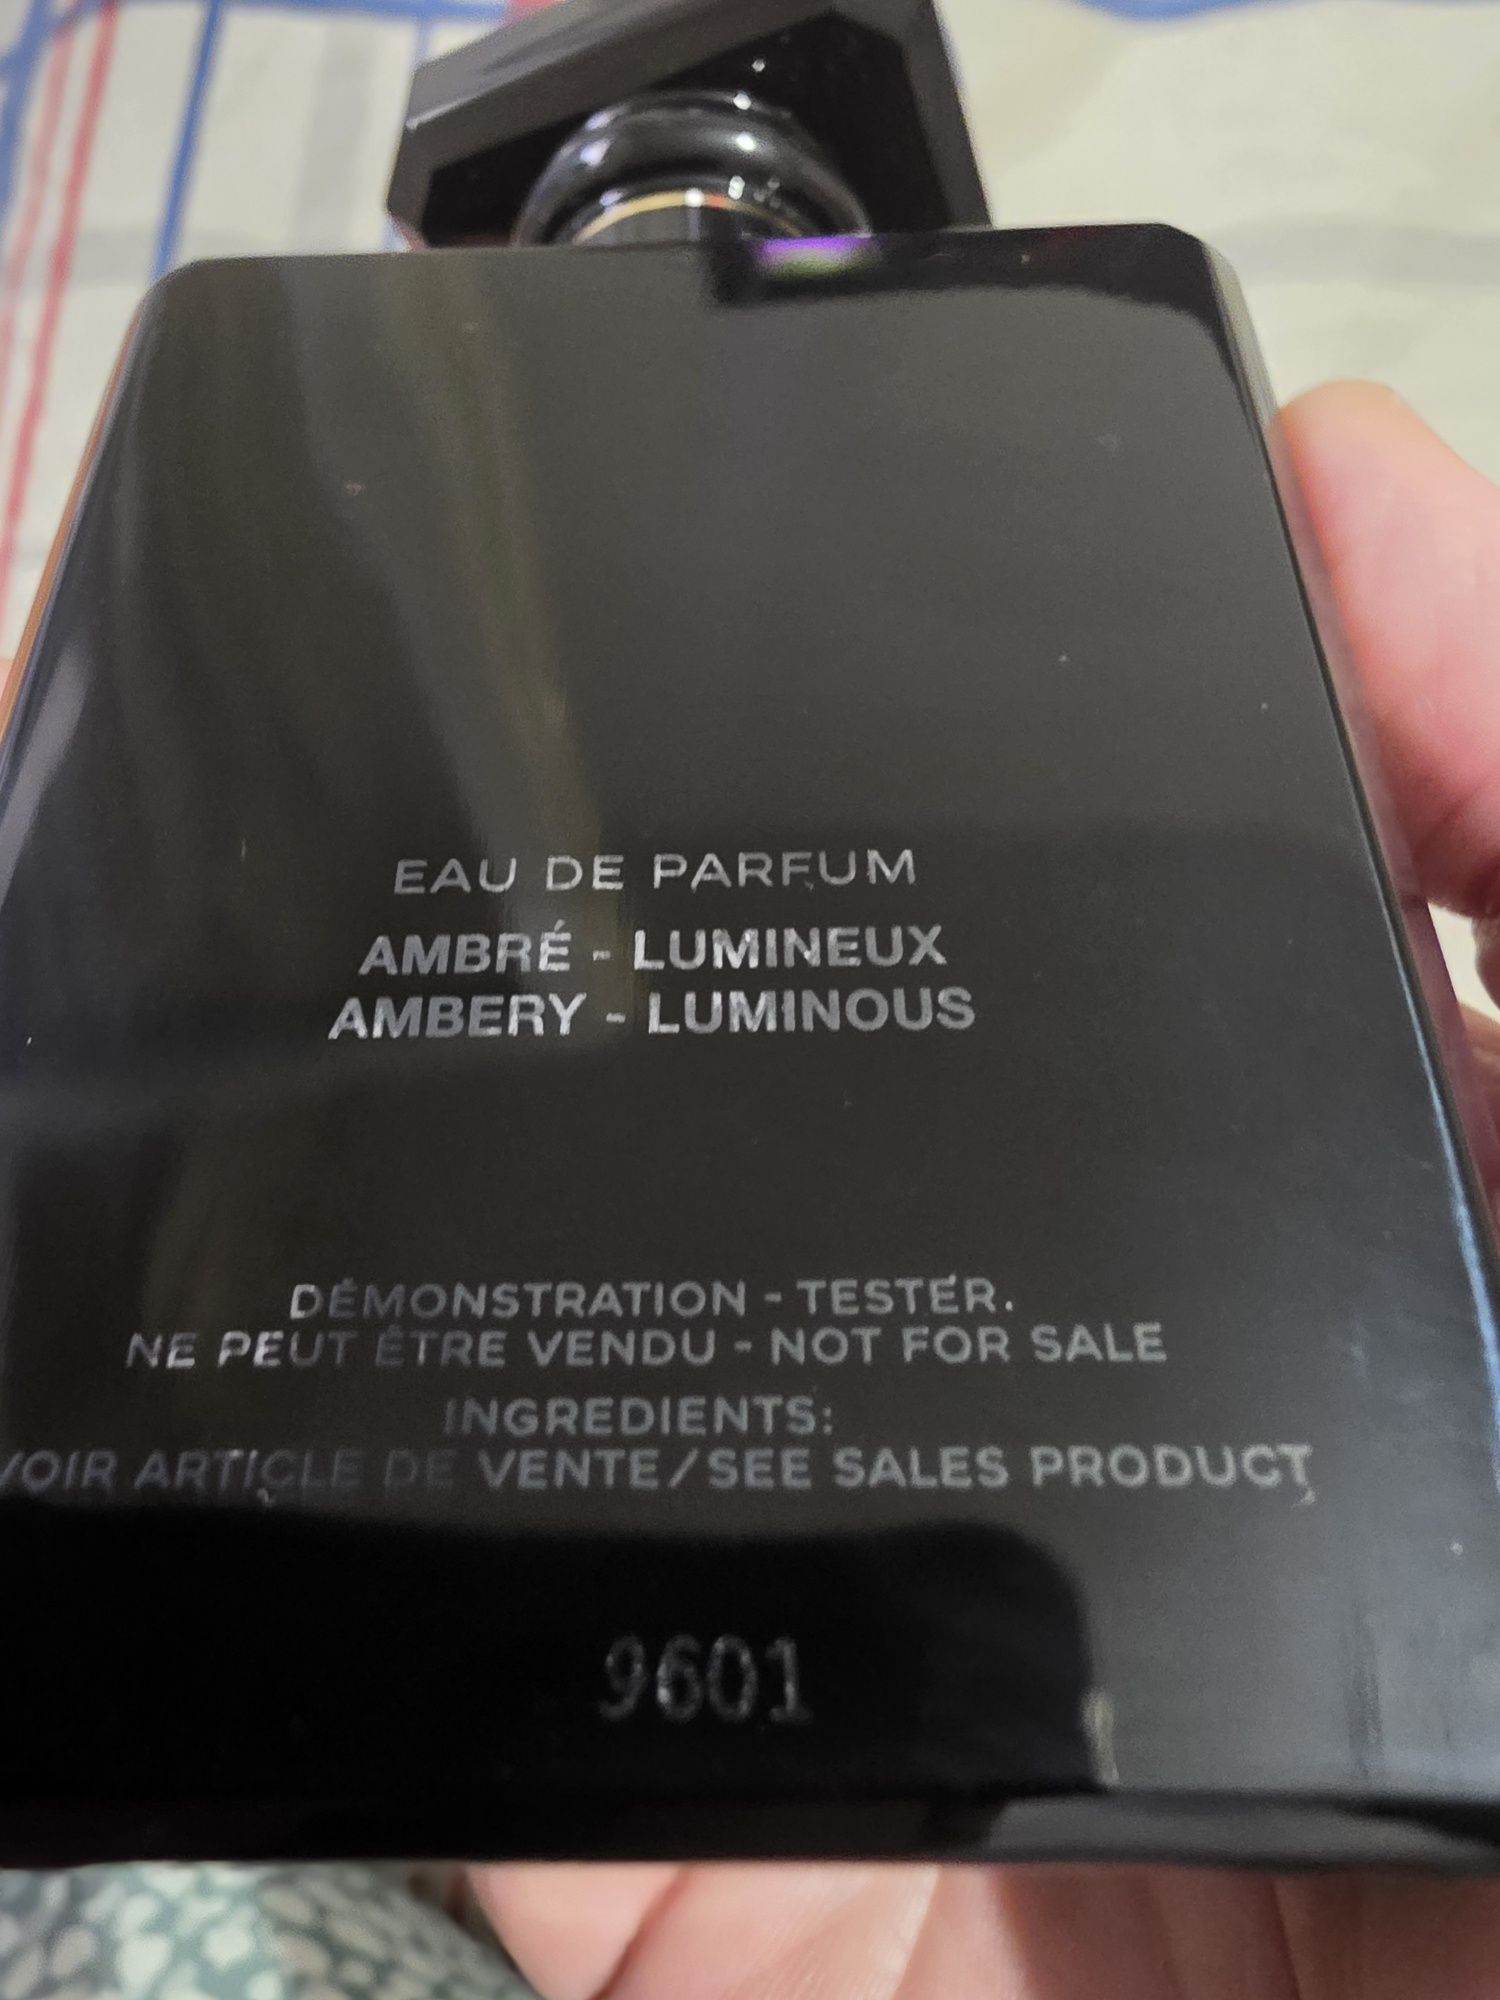 EAU DE PARFUM
AMBRÉ - LUMINEUX
AMBERY - LUMINOUS
DÉMONSTRATION - TESTER.
NE PEUT ÊTRE VENDU - NOT FOR SALE
INGREDIENTS:
VOIR ARTICLE DE VENTE/SEE SALES PRODUCT
9601